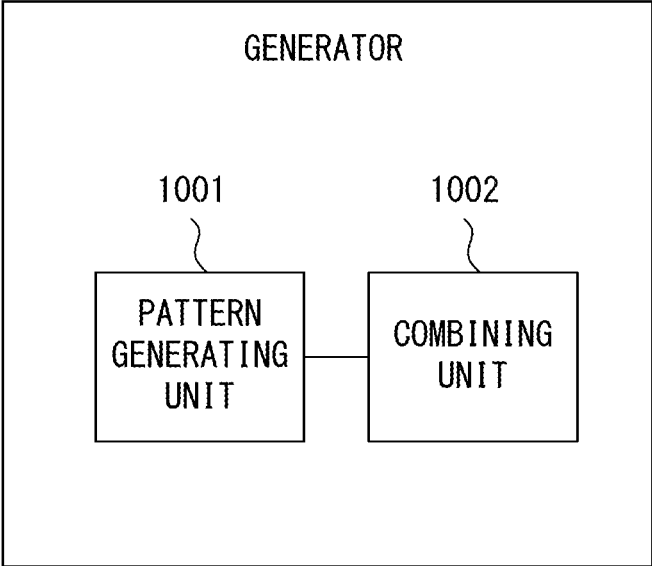 GENERATOR
1001
1002
PATTERN
GENERATING
UNIT
COMBINING
UNIT